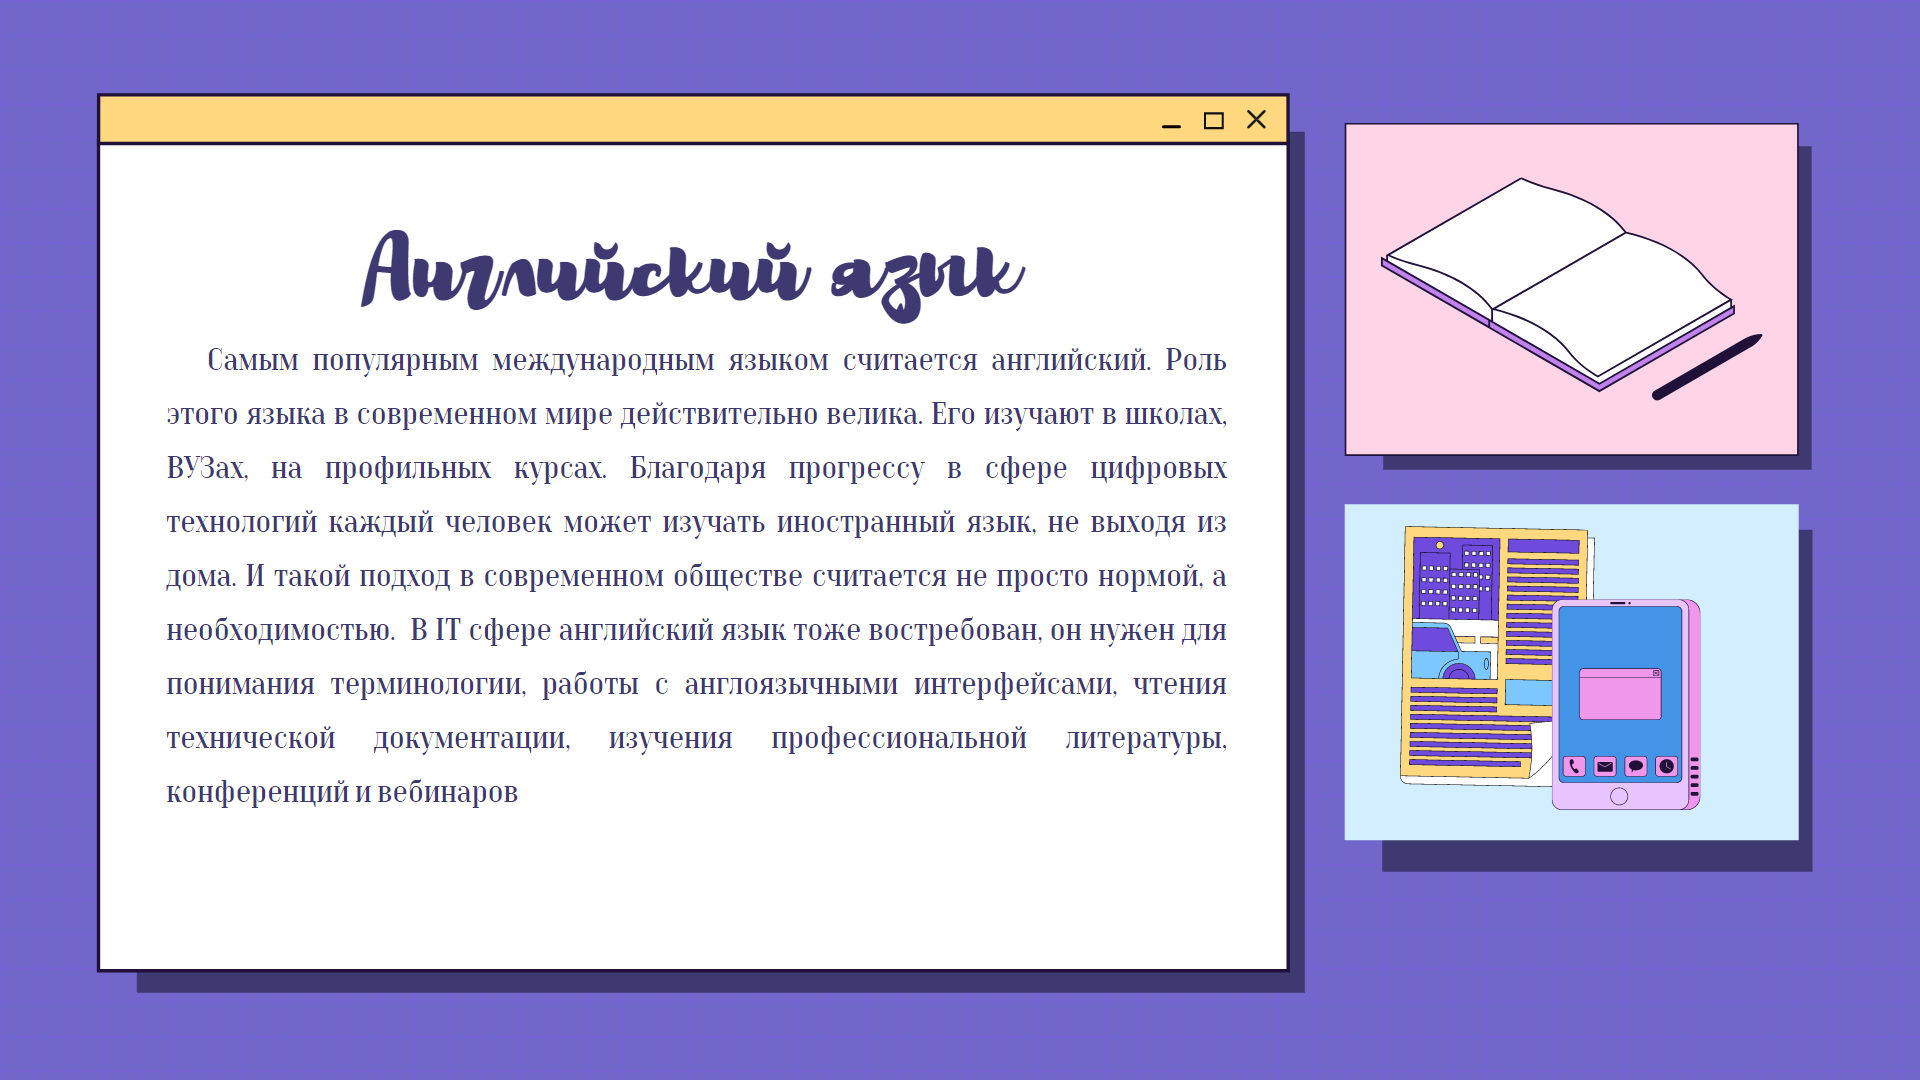 Английский язык
Самым популярным международным языком считается английский. Роль
этого языка в современном мире действительно велика. Его изучают в школах,
ВУЗах, на профильных курсах. Благодаря прогрессу в сфере цифровых
технологий каждый человек может изучать иностранный язык, не выходя из
дома. И такой подход в современном обществе считается не просто нормой, а
необходимостью.  В IT сфере английский язык тоже востребован, он нужен для
понимания терминологии, работы с англоязычными интерфейсами, чтения
технической документации, изучения профессиональной литературы,
конференций и вебинаров